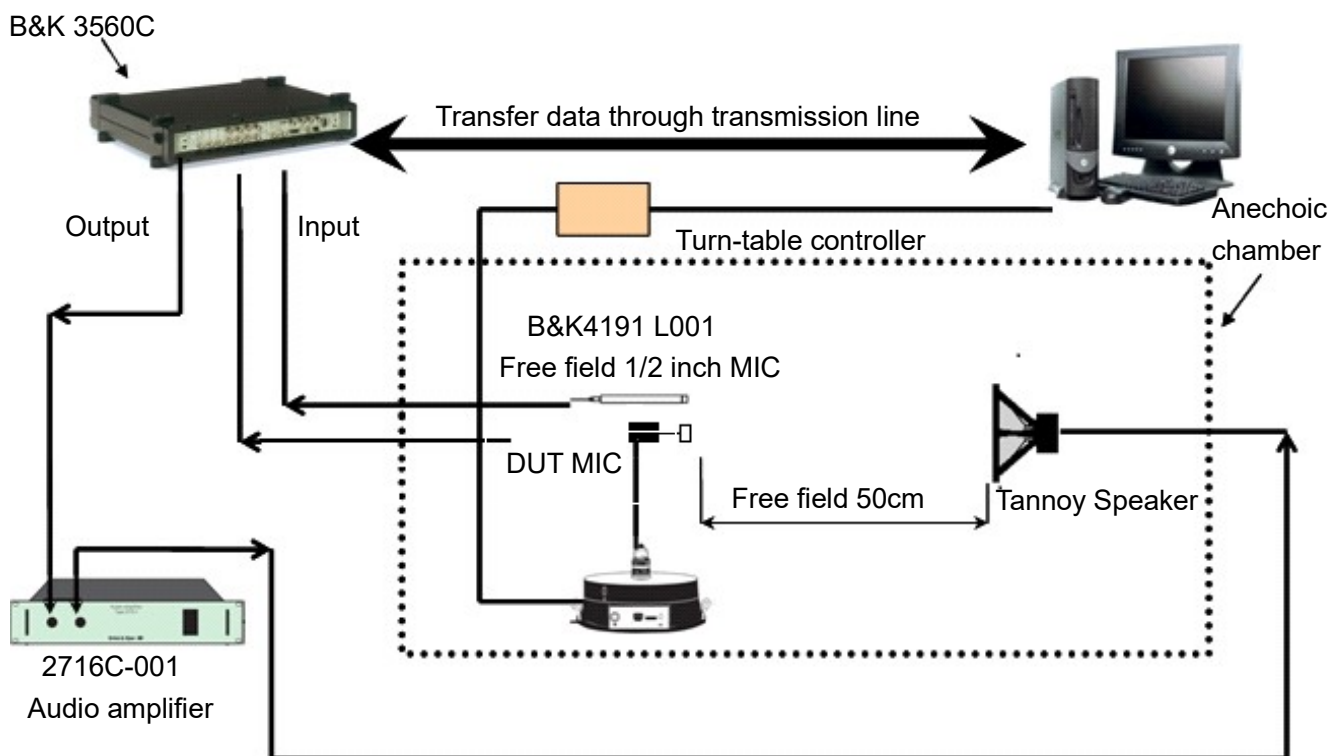 B&K 3560C
Transfer data through transmission line
Output
Input
Turn-table controller
Anechoic
chamber
B&K4191 L001
Free field 1/2 inch MIC
DUT MIC
Free field 50cm
Tannoy Speaker
2716C-001
Audio amplifier